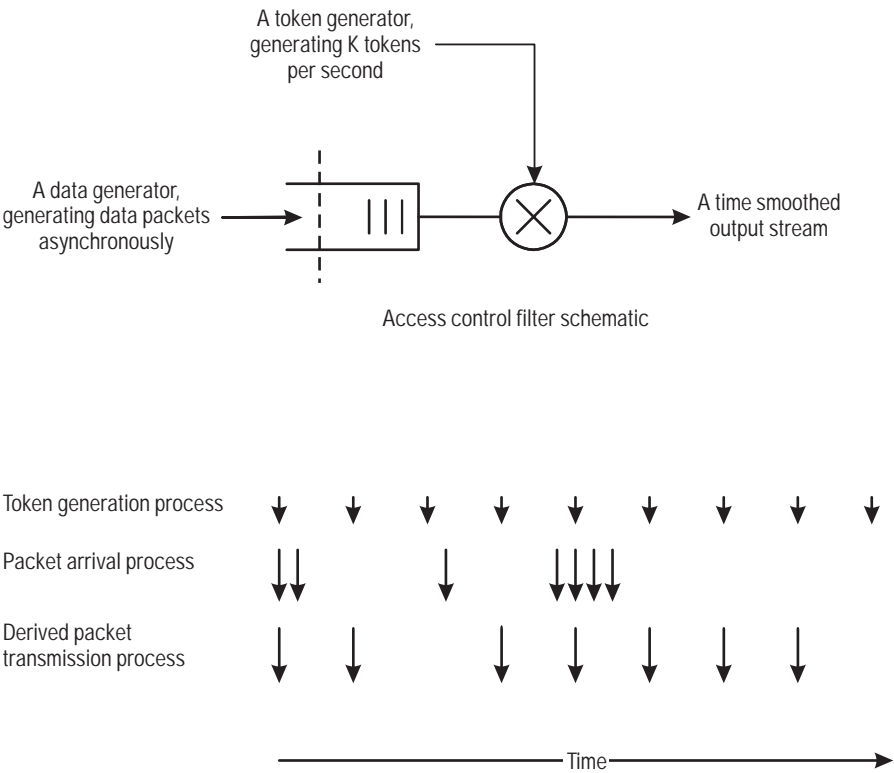 A token generator,
generating K tokens
per second
A data generator,
generating data packets
asynchronously
A time smoothed
output stream
Access control filter schematic
Token generation process
Packet arrival process
Derived packet
transmission process
Time